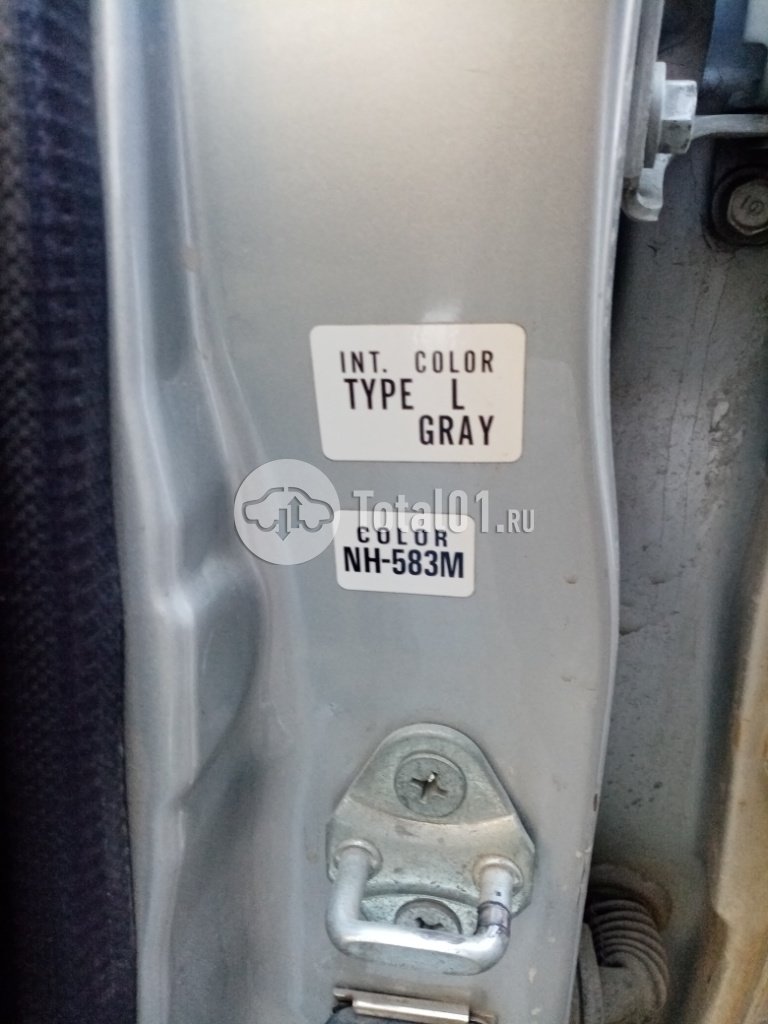 INT. COLOR
TYPE L
GRAY
Total01.RU
COLOR
NH-583M